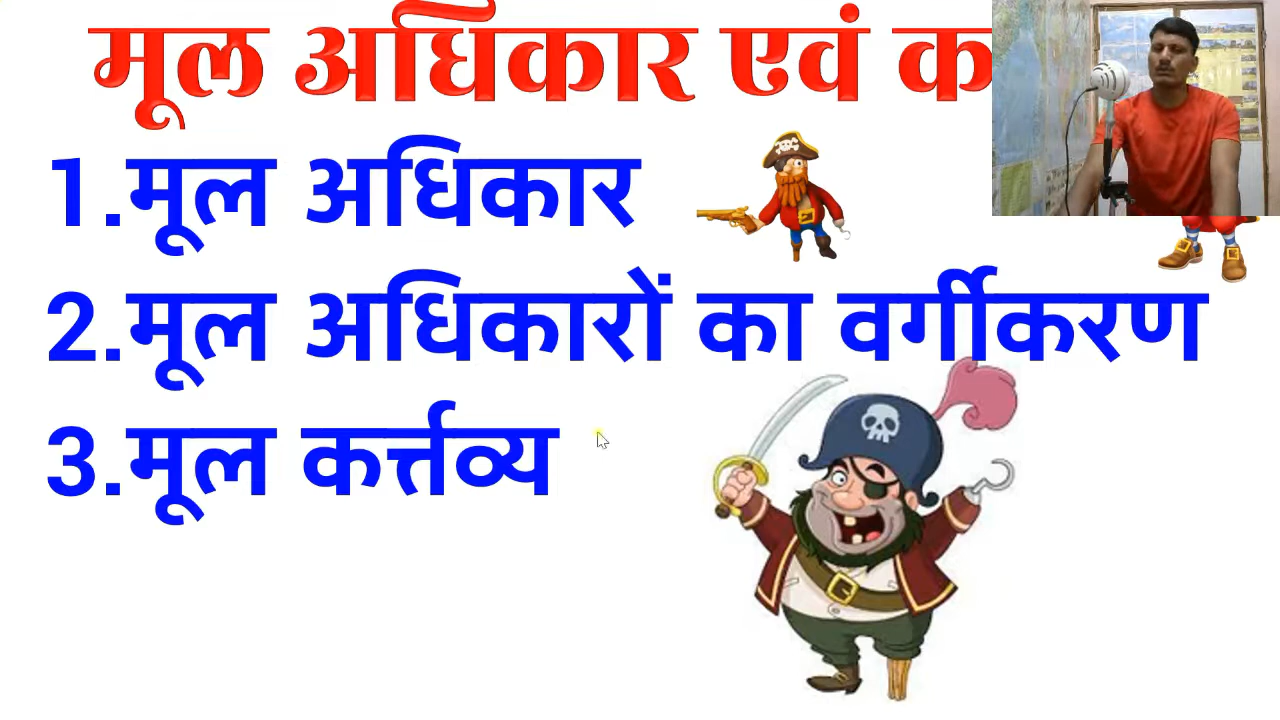 मूल अधिकार एवं क
1.मूल अधिकार
2.मूल अधिकारों का वर्गीकरण
3.मूल कर्त्तव्य